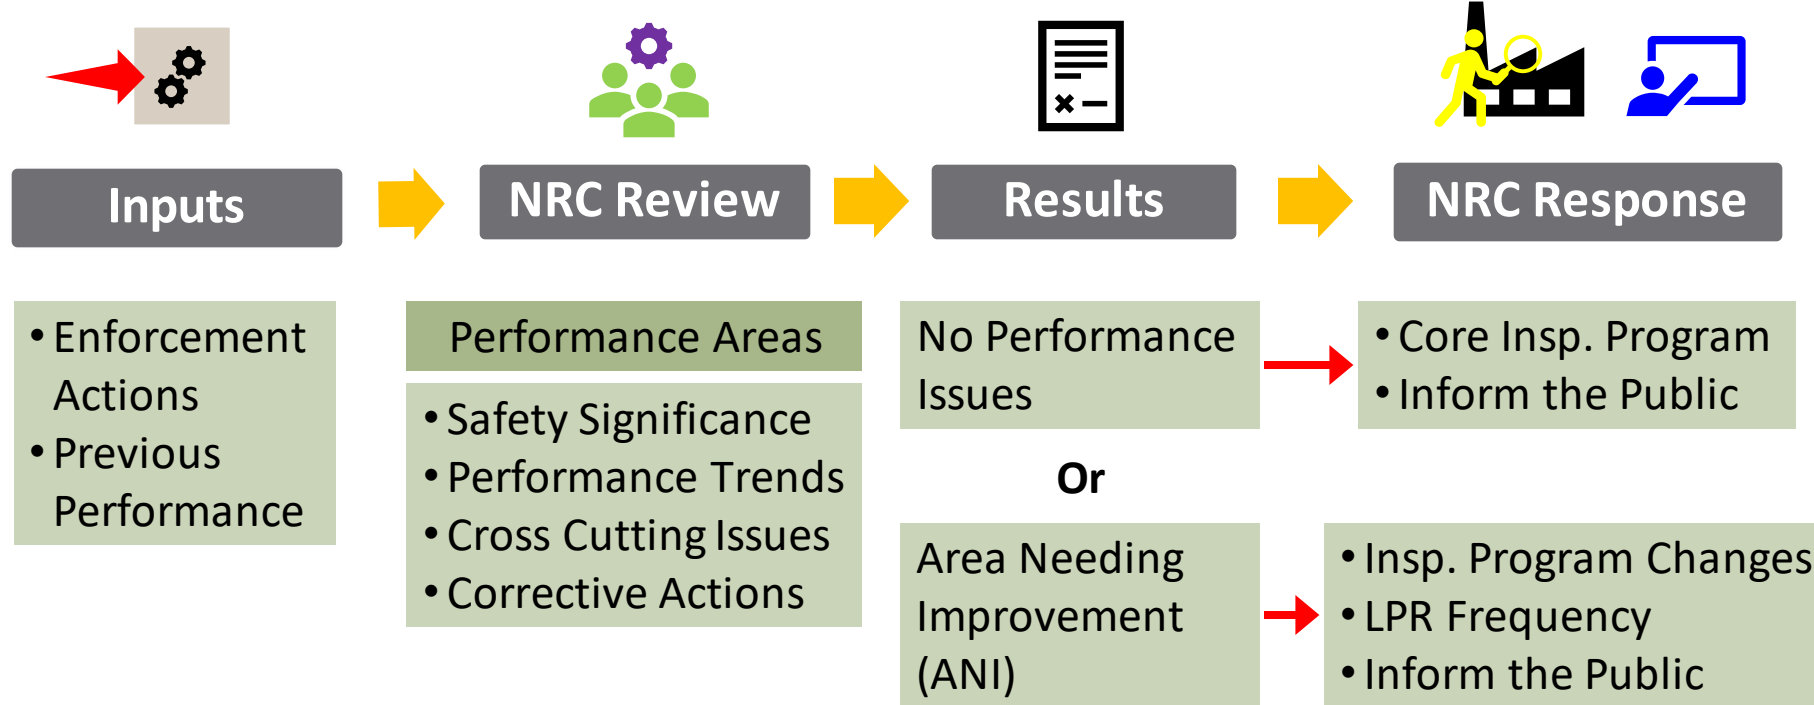 Inputs
NRC Review
Results
NRC Response
• Enforcement
Actions
• Previous
Performance
Performance Areas
• Safety Significance
• Performance Trends
• Cross Cutting Issues
• Corrective Actions
No Performance
Issues
Or
Area Needing
Improvement
(ANI)
• Core Insp. Program
• Inform the Public
• Insp. Program Changes
• LPR Frequency
• Inform the Public